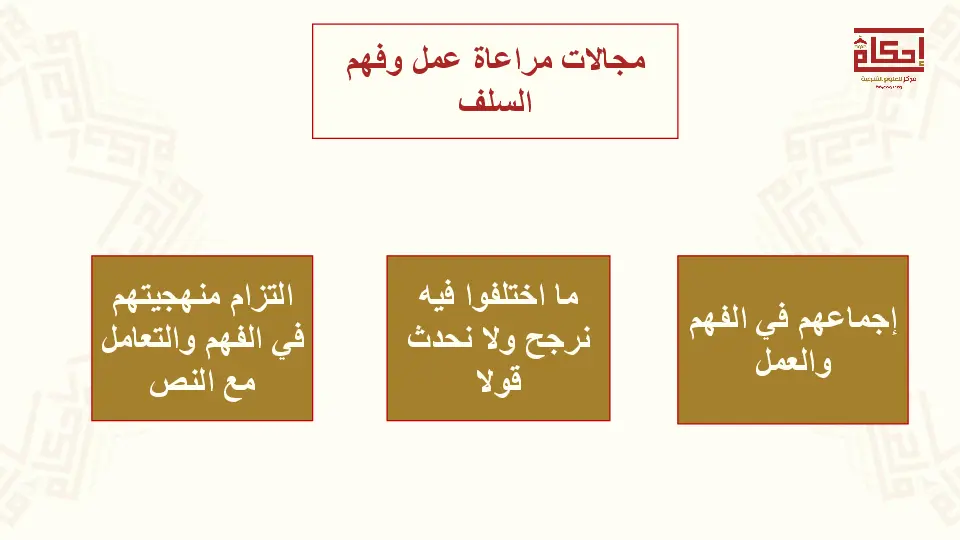 مجالات مراعاة عمل وفهم
السلف
إحكام
مركز للعلوم الشرعية
إجماعهم في الفهم
والعمل
ما اختلفوا فيه
نرجح ولا نحدث
قولا
التزام منهجيتهم
في الفهم والتعامل
مع النص